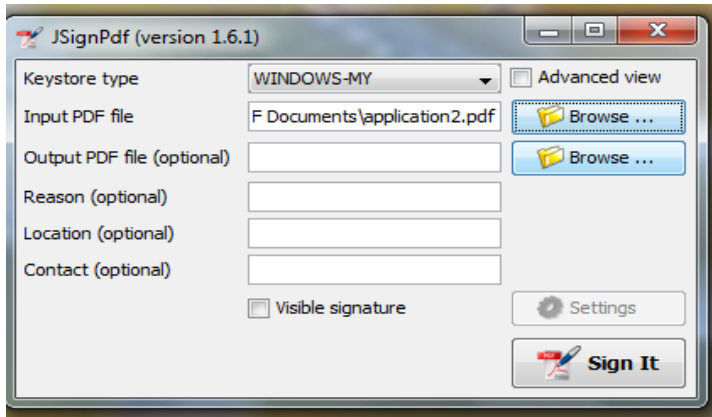 JSignPdf (version 1.6.1)
Keystore type WINDOWS-MY Advanced view
Input PDF file F Documents\application2.pdf Browse ...
Output PDF file (optional) Browse ...
Reason (optional)
Location (optional)
Contact (optional)
Visible signature Settings
Sign It